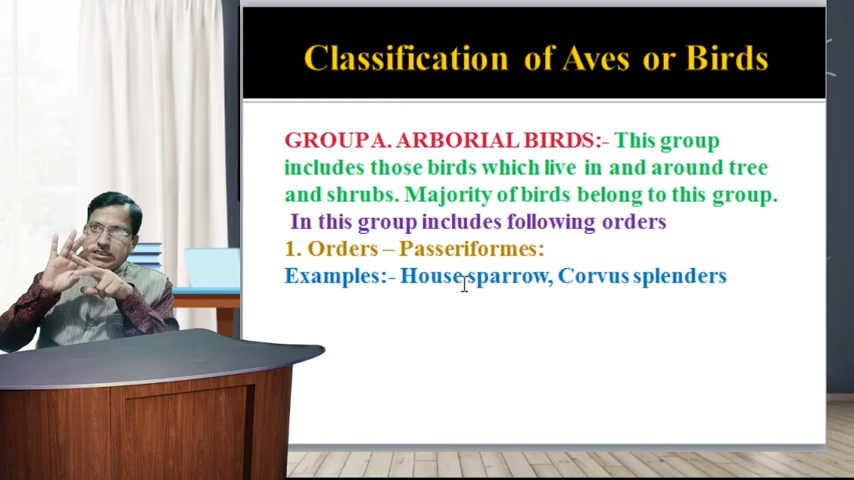 Classification of Aves or Birds
GROUP A. ARBORIAL BIRDS:- This group
includes those birds which live in and around tree
and shrubs. Majority of birds belong to this group.
In this group includes following orders
1. Orders – Passeriformes:
Examples:- House sparrow, Corvus splenders